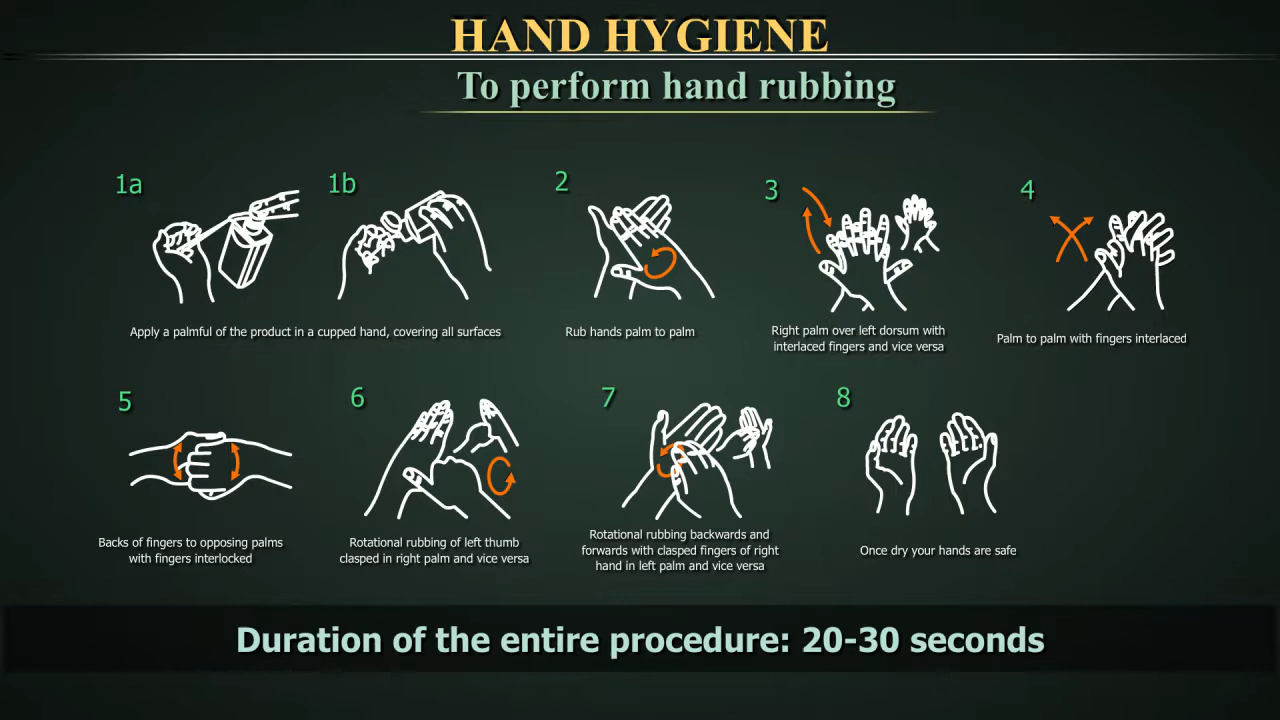 HAND HYGIENE
To perform hand rubbing
1a
1b
2
3
4
Apply a palmful of the product in a cupped hand, covering all surfaces
Rub hands palm to palm
Right palm over left dorsum with
interlaced fingers and vice versa
Palm to palm with fingers interlaced
5
6
7
8
Backs of fingers to opposing palms
with fingers interlocked
Rotational rubbing of left thumb
clasped in right palm and vice versa
Rotational rubbing backwards and
forwards with clasped fingers of right
hand in left palm and vice versa
Once dry your hands are safe
Duration of the entire procedure: 20-30 seconds